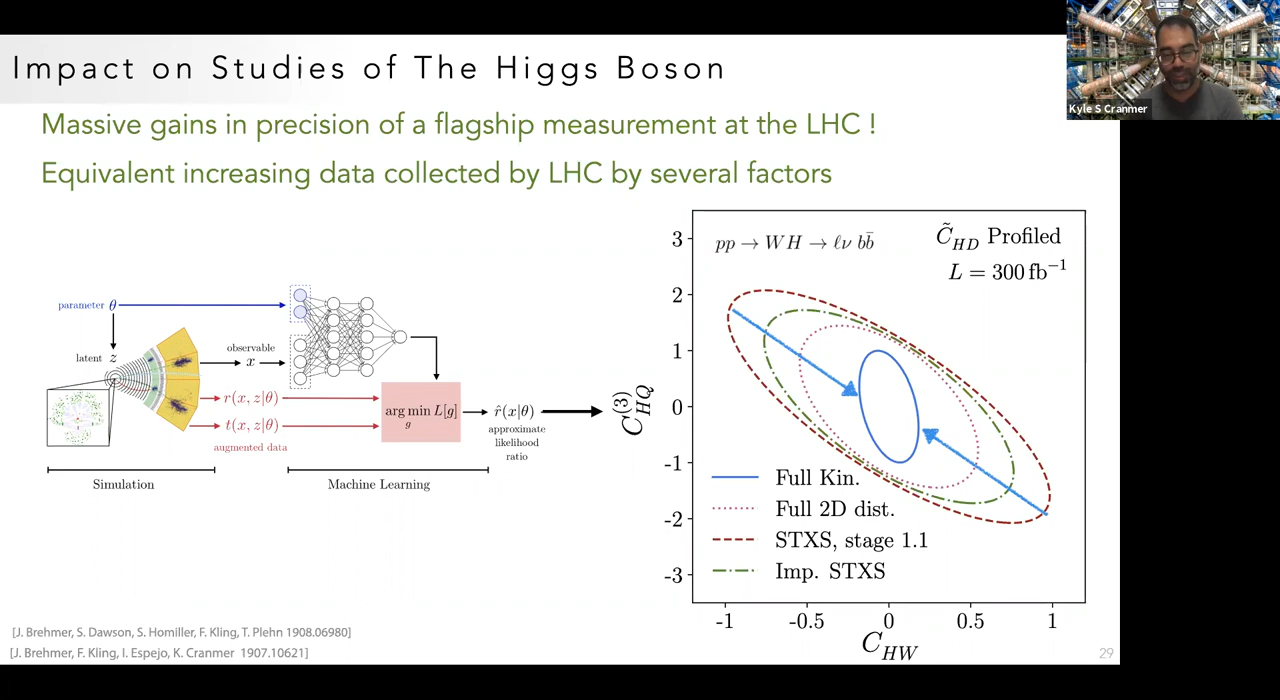 Impact on Studies of The Higgs Boson
Kyle S Cranmer
Massive gains in precision of a flagship measurement at the LHC !
Equivalent increasing data collected by LHC by several factors
parameter θ
latent z
observable
x
r(x, z|θ)
t(x, z|θ)
augmented data
arg min L[g]
g
r̂(x|θ)
approximate
likelihood
ratio
Simulation
Machine Learning
pp → WH → ℓν bb̄
C̃_HD Profiled
L = 300 fb⁻¹
3
2
1
0
-1
-2
-3
C_HQ^(3)
Full Kin.
Full 2D dist.
STXS, stage 1.1
Imp. STXS
-1 -0.5 0 0.5 1
C_HW
[J. Brehmer, S. Dawson, S. Homiller, F. Kling, T. Plehn 1908.06980]
[J. Brehmer, F. Kling, I. Espejo, K. Cranmer 1907.10621]
29